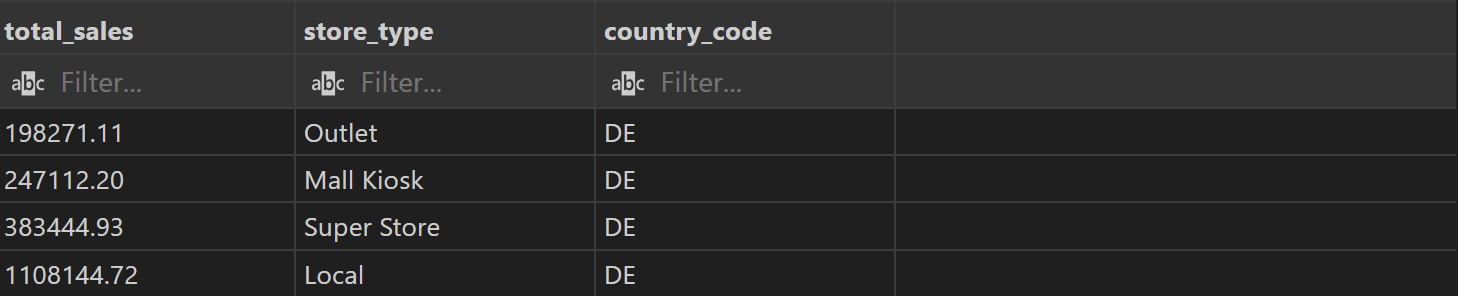 total_sales store_type country_code
abc Filter... abc Filter... abc Filter...
198271.11 Outlet DE
247112.20 Mall Kiosk DE
383444.93 Super Store DE
1108144.72 Local DE